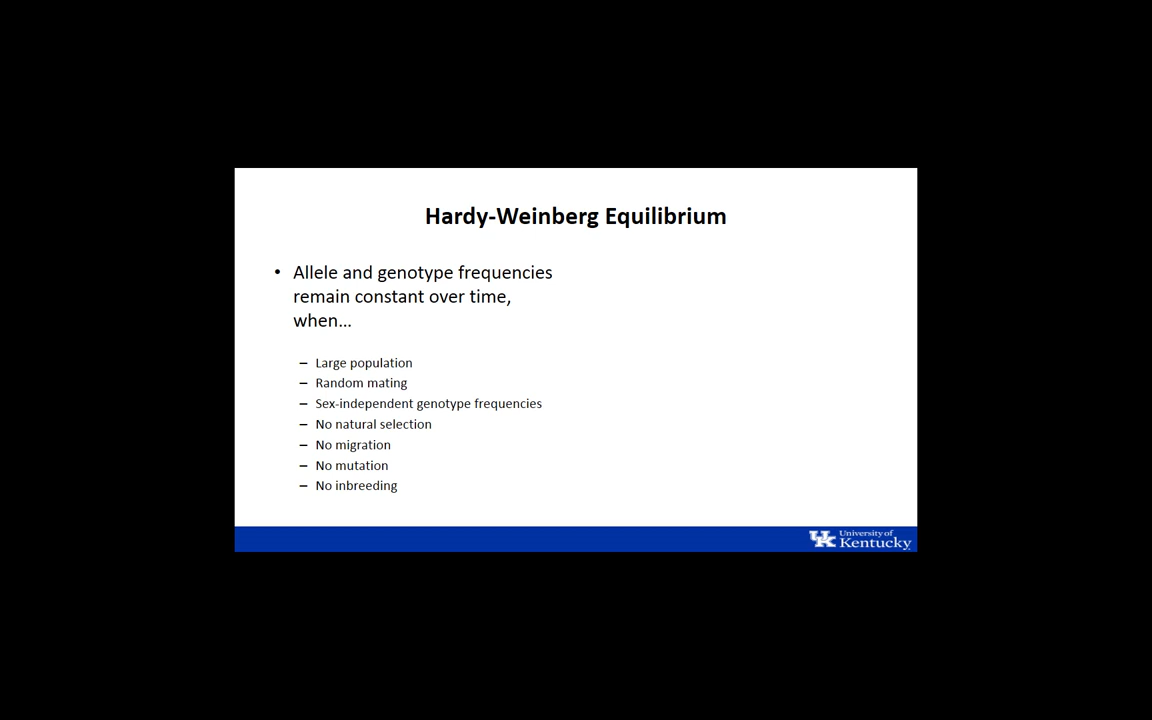 Hardy-Weinberg Equilibrium
• Allele and genotype frequencies
remain constant over time,
when...
– Large population
– Random mating
– Sex-independent genotype frequencies
– No natural selection
– No migration
– No mutation
– No inbreeding
UK University of
Kentucky